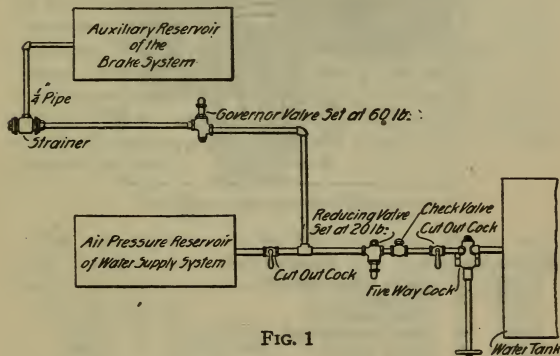 Auxiliary Reservoir
of the
Brake System
1/4" Pipe
Strainer
Governor Valve Set at 60 lb.
Air Pressure Reservoir
of Water Supply System
Cut Out Cock
Reducing Valve
Set at 20 lb.
Check Valve
Cut Out Cock
Five Way Cock
Water Tank
FIG. 1